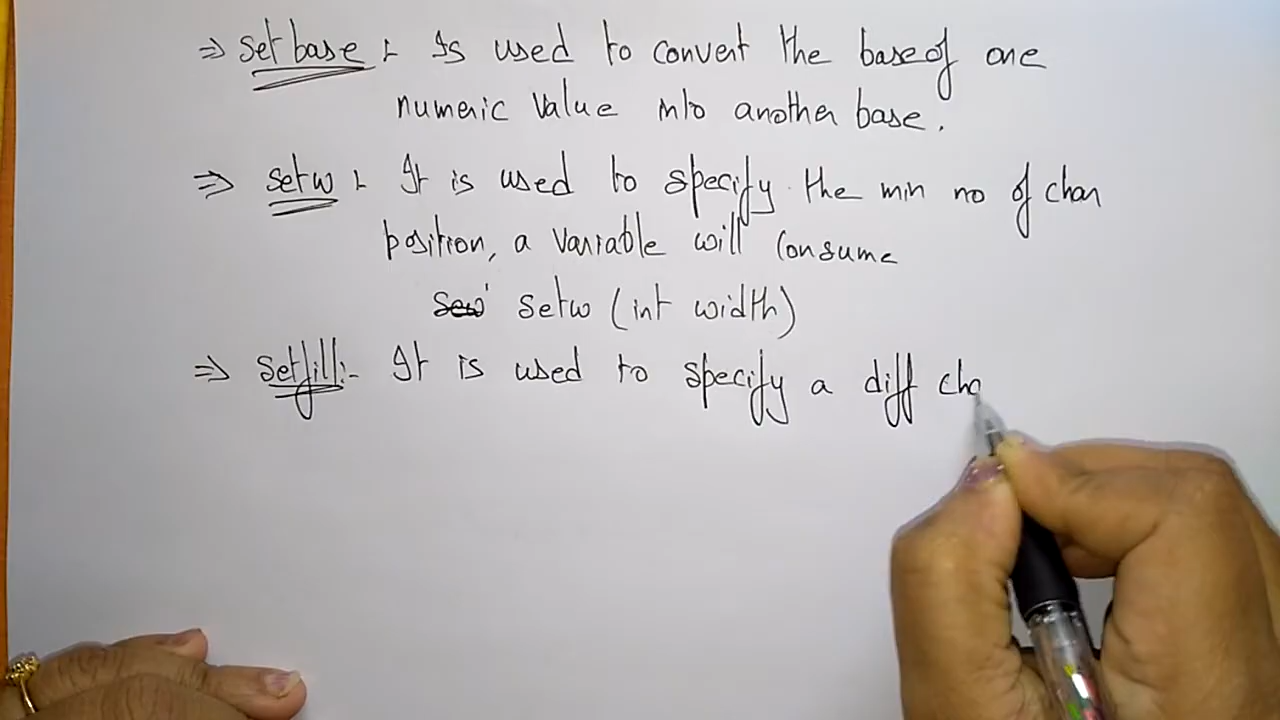 ⇒ setbase :- Is used to convert the base of one
numeric value into another base.
⇒ setw :- It is used to specify the min no of char
position, a variable will consume
setw (int width)
⇒ setfill:- It is used to specify a diff cha